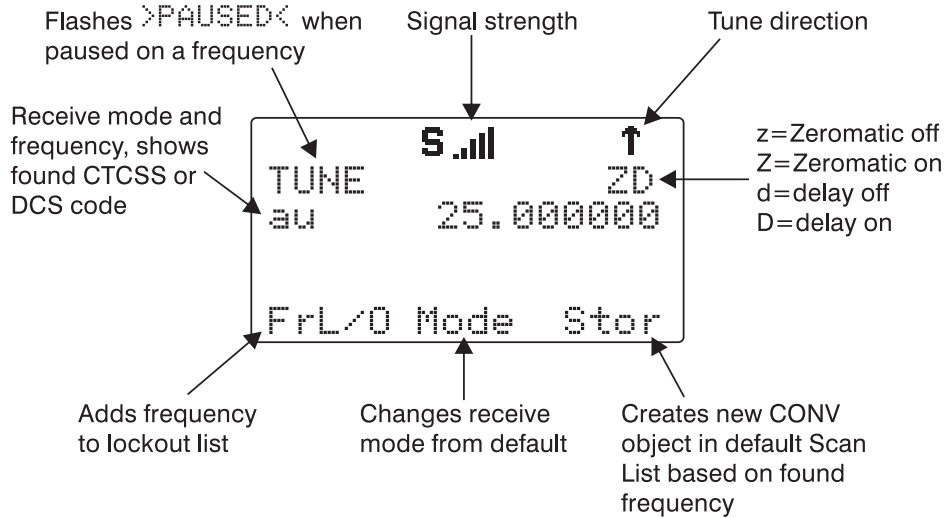 Flashes >PAUSED< when
paused on a frequency
Signal strength
Tune direction
Receive mode and
frequency, shows
found CTCSS or
DCS code
S
TUNE ZD
au 25.000000
FrL/O Mode Stor
z=Zeromatic off
Z=Zeromatic on
d=delay off
D=delay on
Adds frequency
to lockout list
Changes receive
mode from default
Creates new CONV
object in default Scan
List based on found
frequency